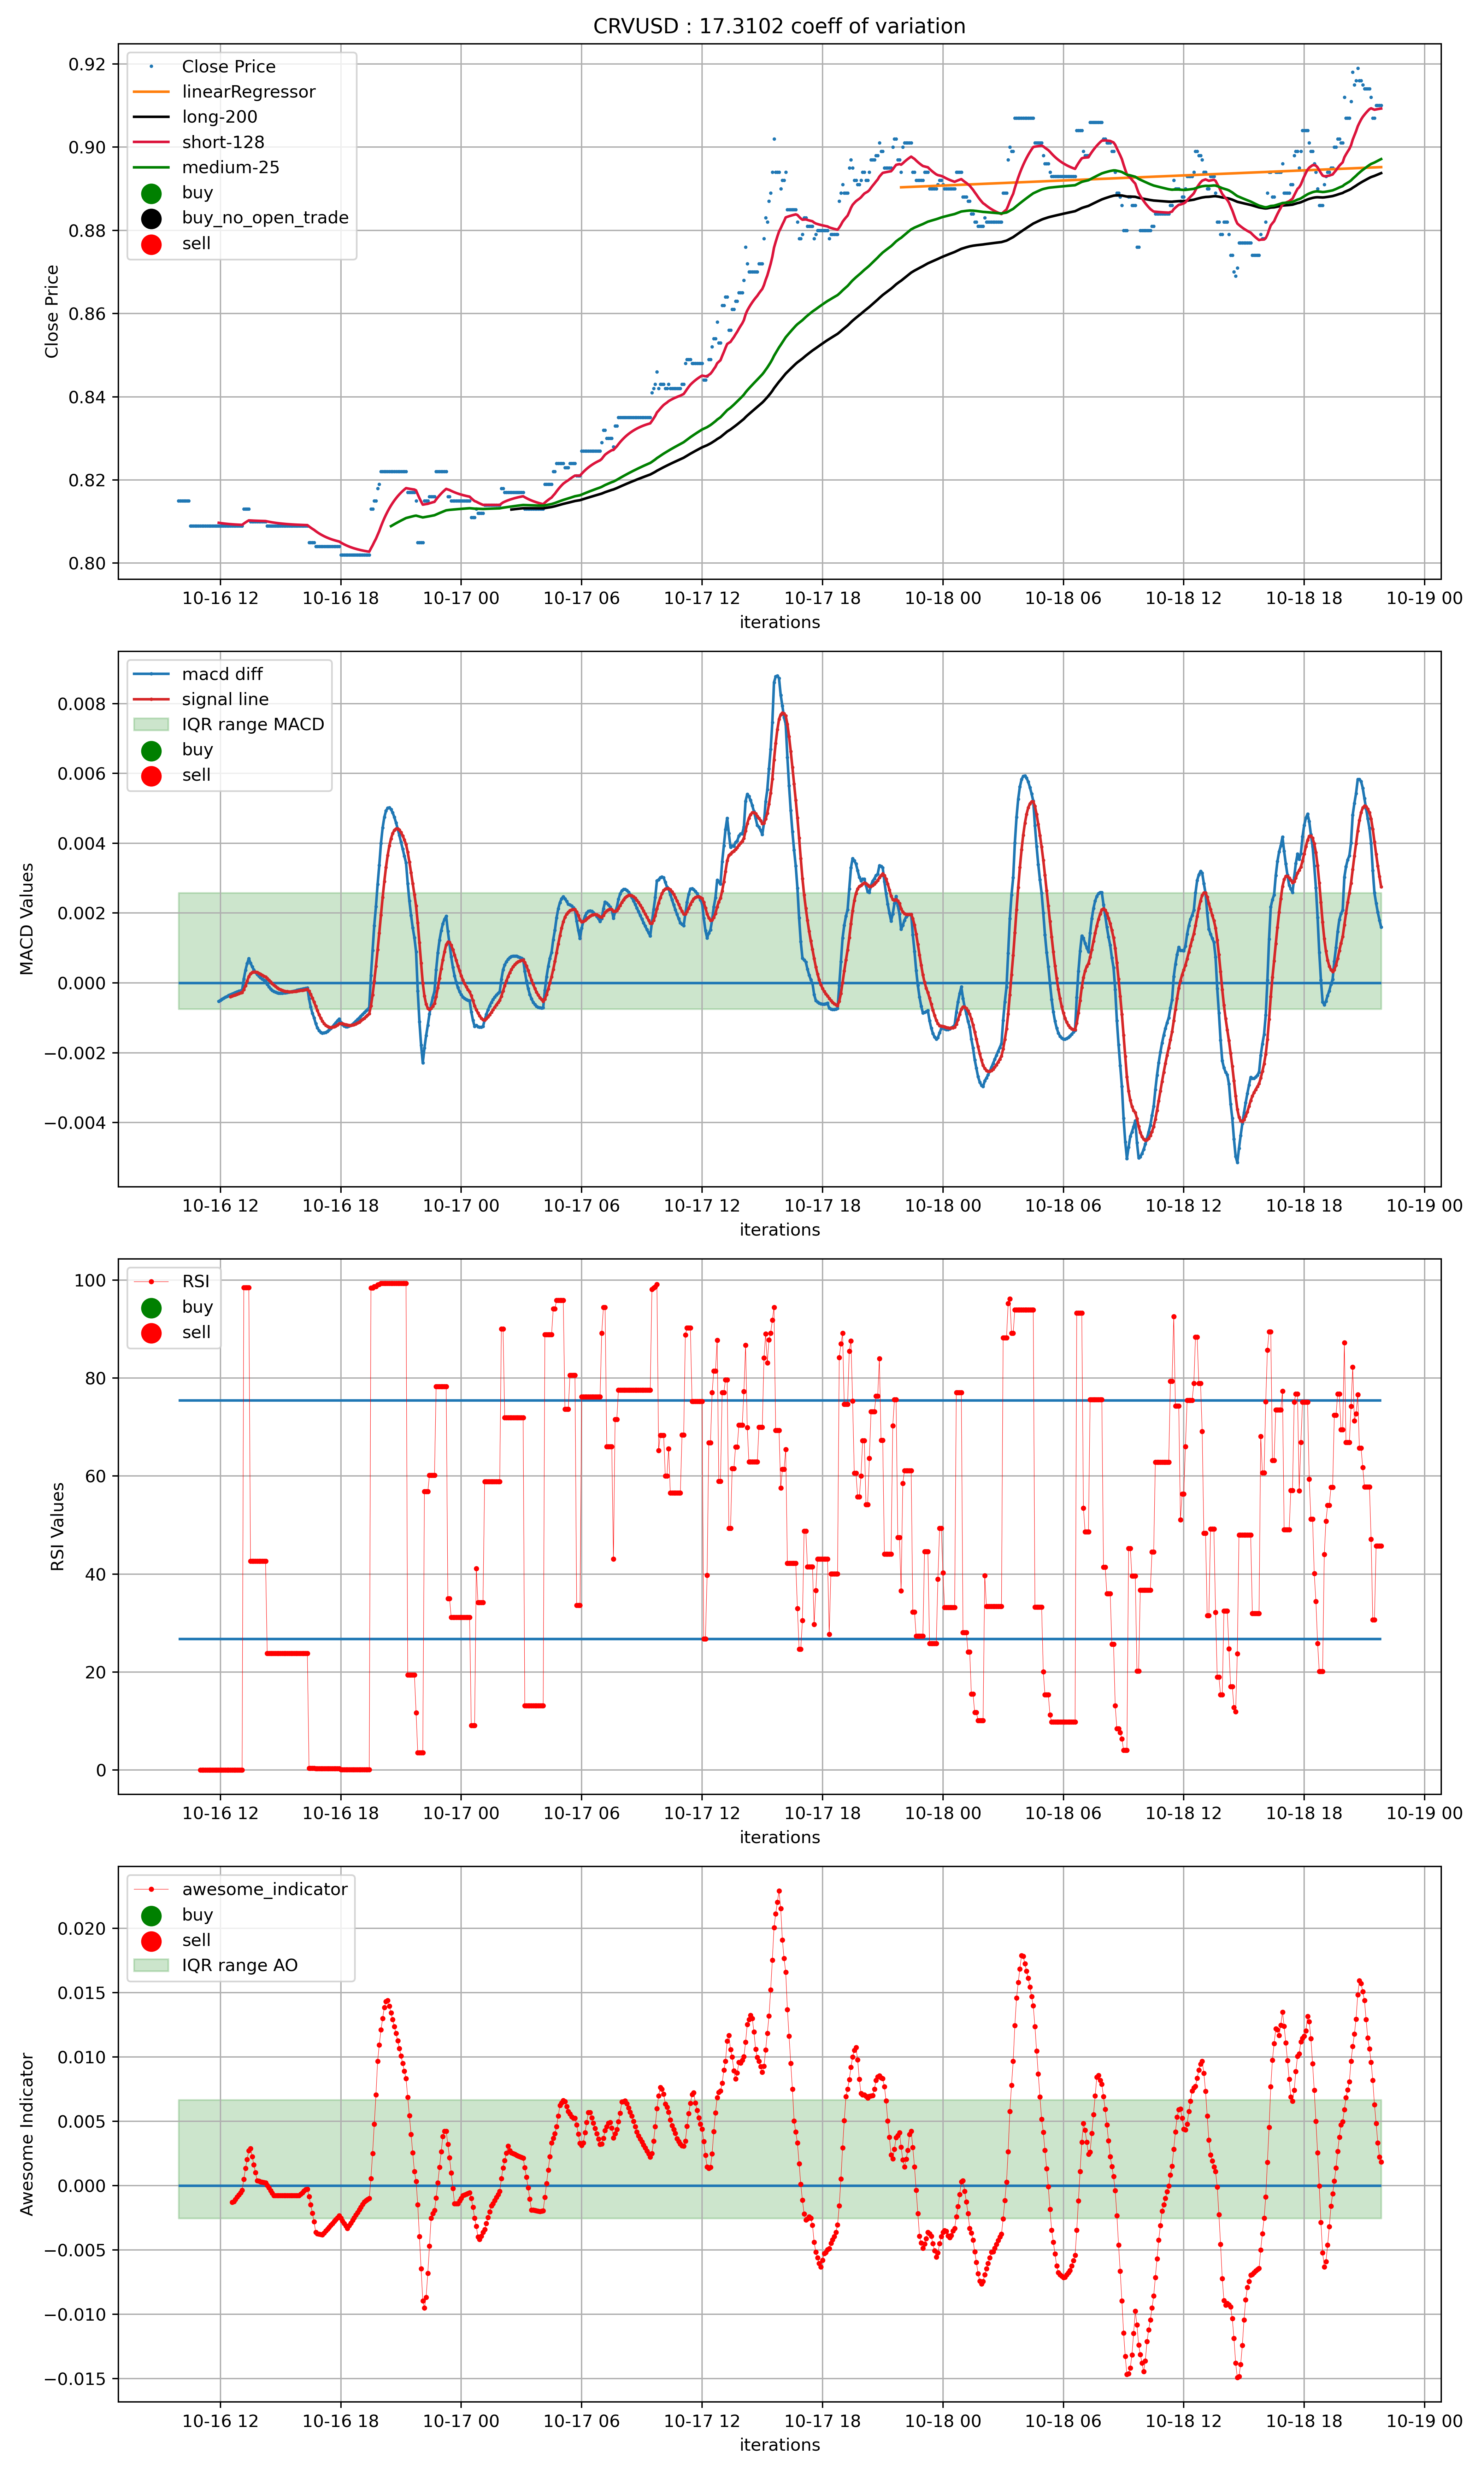 CRVUSD : 17.3102 coeff of variation
Close Price
linearRegressor
long-200
short-128
medium-25
buy
buy_no_open_trade
sell
Close Price
0.92
0.90
0.88
0.86
0.84
0.82
0.80
10-16 12 10-16 18 10-17 00 10-17 06 10-17 12 10-17 18 10-18 00 10-18 06 10-18 12 10-18 18 10-19 00
iterations
macd diff
signal line
IQR range MACD
buy
sell
MACD Values
0.008
0.006
0.004
0.002
0.000
−0.002
−0.004
10-16 12 10-16 18 10-17 00 10-17 06 10-17 12 10-17 18 10-18 00 10-18 06 10-18 12 10-18 18 10-19 00
iterations
RSI
buy
sell
RSI Values
100
80
60
40
20
0
10-16 12 10-16 18 10-17 00 10-17 06 10-17 12 10-17 18 10-18 00 10-18 06 10-18 12 10-18 18 10-19 00
iterations
awesome_indicator
buy
sell
IQR range AO
Awesome Indicator
0.020
0.015
0.010
0.005
0.000
−0.005
−0.010
−0.015
10-16 12 10-16 18 10-17 00 10-17 06 10-17 12 10-17 18 10-18 00 10-18 06 10-18 12 10-18 18 10-19 00
iterations